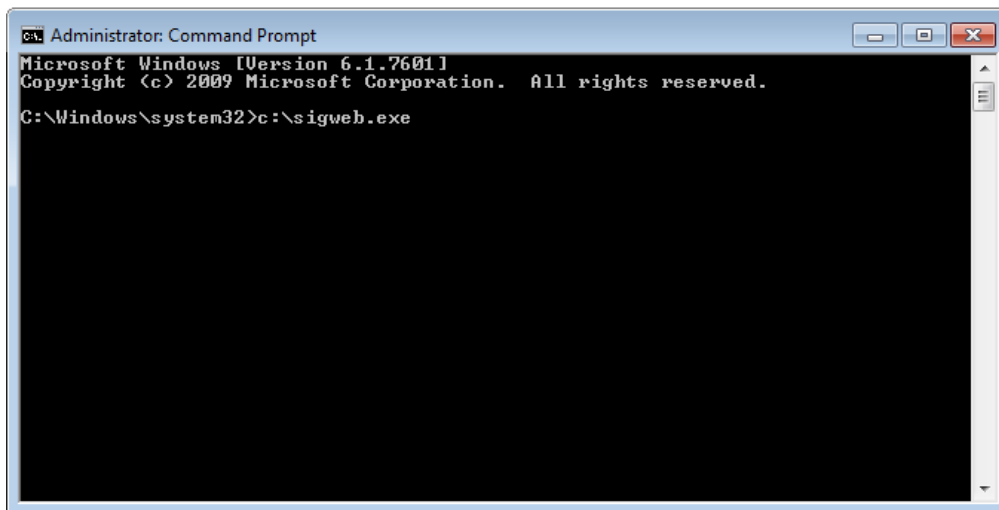 Administrator: Command Prompt
Microsoft Windows [Version 6.1.7601]
Copyright (c) 2009 Microsoft Corporation.  All rights reserved.
C:\Windows\system32>c:\sigweb.exe